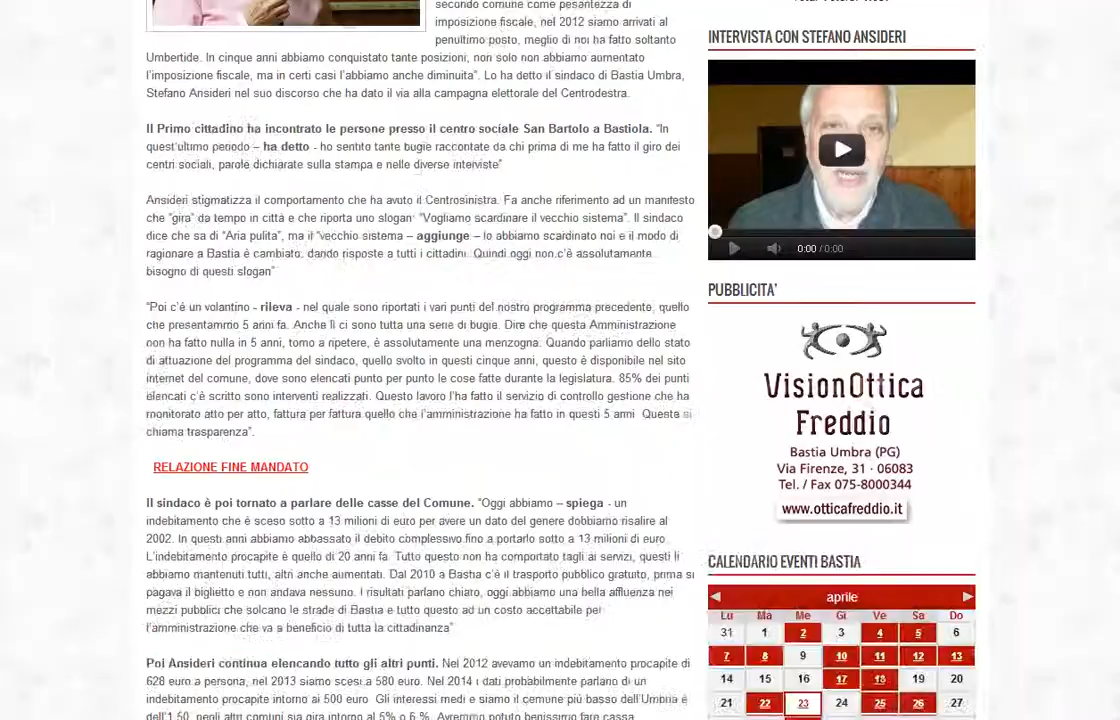 secondo comune come pesantezza di
imposizione fiscale, nel 2012 siamo arrivati al
penultimo posto, meglio di noi ha fatto soltanto
Umbertide. In cinque anni abbiamo conquistato tante posizioni, non solo non abbiamo aumentato
l'imposizione fiscale, ma in certi casi l'abbiamo anche diminuita". Lo ha detto il sindaco di Bastia Umbra,
Stefano Ansideri nel suo discorso che ha dato il via alla campagna elettorale del Centrodestra.
Il Primo cittadino ha incontrato le persone presso il centro sociale San Bartolo a Bastiola. "In
quest'ultimo periodo – ha detto - ho sentito tante bugie raccontate da chi prima di me ha fatto il giro dei
centri sociali, parole dichiarate sulla stampa e nelle diverse interviste"
Ansideri stigmatizza il comportamento che ha avuto il Centrosinistra. Fa anche riferimento ad un manifesto
che "gira" da tempo in città e che riporta uno slogan: "Vogliamo scardinare il vecchio sistema". Il sindaco
dice che sa di "Aria pulita", ma il "vecchio sistema – aggiunge – lo abbiamo scardinato noi e il modo di
ragionare a Bastia è cambiato, dando risposte a tutti i cittadini. Quindi oggi non c'è assolutamente
bisogno di questi slogan"
"Poi c'è un volantino - rileva - nel quale sono riportati i vari punti del nostro programma precedente, quello
che presentammo 5 anni fa. Anche lì ci sono tutta una serie di bugie. Dire che questa Amministrazione
non ha fatto nulla in 5 anni, torno a ripetere, è assolutamente una menzogna. Quando parliamo dello stato
di attuazione del programma del sindaco, quello svolto in questi cinque anni, questo è disponibile nel sito
internet del comune, dove sono elencati punto per punto le cose fatte durante la legislatura. 85% dei punti
elencati c'è scritto sono interventi realizzati. Questo lavoro l'ha fatto il servizio di controllo gestione che ha
monitorato atto per atto, fattura per fattura quello che l'amministrazione ha fatto in questi 5 anni. Questa si
chiama trasparenza".
RELAZIONE FINE MANDATO
Il sindaco è poi tornato a parlare delle casse del Comune. "Oggi abbiamo – spiega - un
indebitamento che è sceso sotto a 13 milioni di euro per avere un dato del genere dobbiamo risalire al
2002. In questi anni abbiamo abbassato il debito complessivo fino a portarlo sotto a 13 milioni di euro.
L'indebitamento procapite è quello di 20 anni fa. Tutto questo non ha comportato tagli ai servizi, questi li
abbiamo mantenuti tutti, altri anche aumentati. Dal 2010 a Bastia c'è il trasporto pubblico gratuito, prima si
pagava il biglietto e non andava nessuno. I risultati parlano chiaro, oggi abbiamo una bella affluenza nei
mezzi pubblici che solcano le strade di Bastia e tutto questo ad un costo accettabile per
l'amministrazione che va a beneficio di tutta la cittadinanza"
Poi Ansideri continua elencando tutto gli altri punti. Nel 2012 avevamo un indebitamento procapite di
628 euro a persona, nel 2013 siamo scesi a 580 euro. Nel 2014 i dati probabilmente parlano di un
indebitamento procapite intorno ai 500 euro. Gli interessi medi e siamo il comune più basso dell'Umbria è
dell'1,50, negli altri comuni sia gira intorno al 5% o 6 %. Avremmo potuto benissimo fare cassa
INTERVISTA CON STEFANO ANSIDERI
0:00 / 0:00
PUBBLICITA'
VisionOttica
Freddio
Bastia Umbra (PG)
Via Firenze, 31 · 06083
Tel. / Fax 075-8000344
www.otticafreddio.it
CALENDARIO EVENTI BASTIA
aprile
Lu Ma Me Gi Ve Sa Do
31 1 2 3 4 5 6
7 8 9 10 11 12 13
14 15 16 17 18 19 20
21 22 23 24 25 26 27